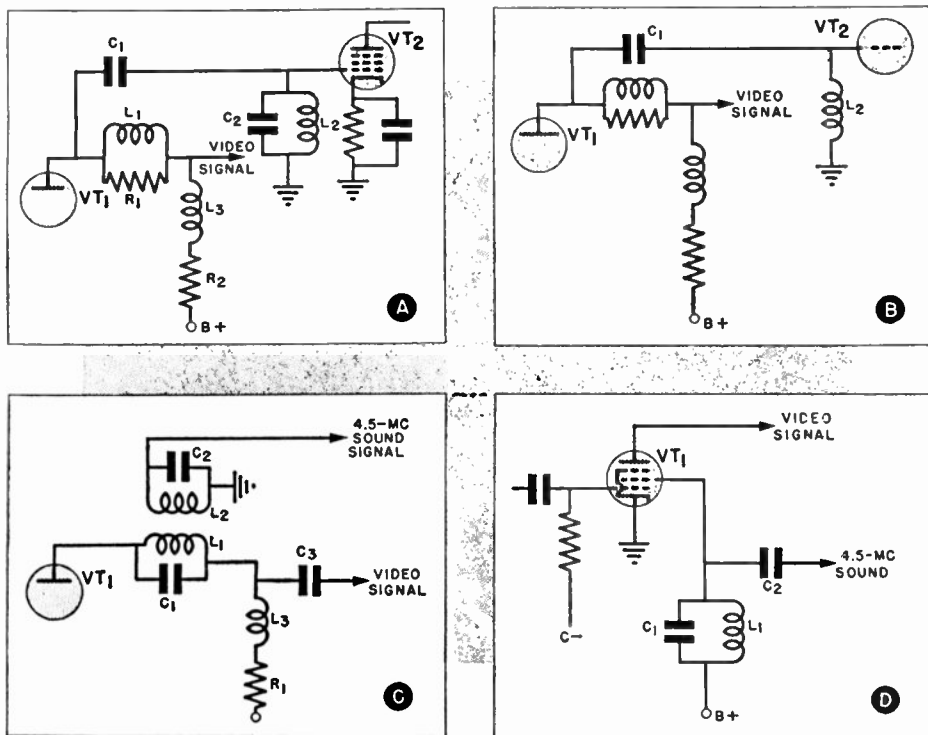 C1
VT2
L1
C2
L2
VIDEO
SIGNAL
VT1
R1
L3
R2
B+
A
C1
VT2
VIDEO
SIGNAL
L2
VT1
B+
B
4.5-MC
SOUND
SIGNAL
C2
L2
L1
C3
VT1
VIDEO
SIGNAL
C1
L3
R1
C
VIDEO
SIGNAL
VT1
4.5-MC
SOUND
C2
C1
L1
C-
B+
D